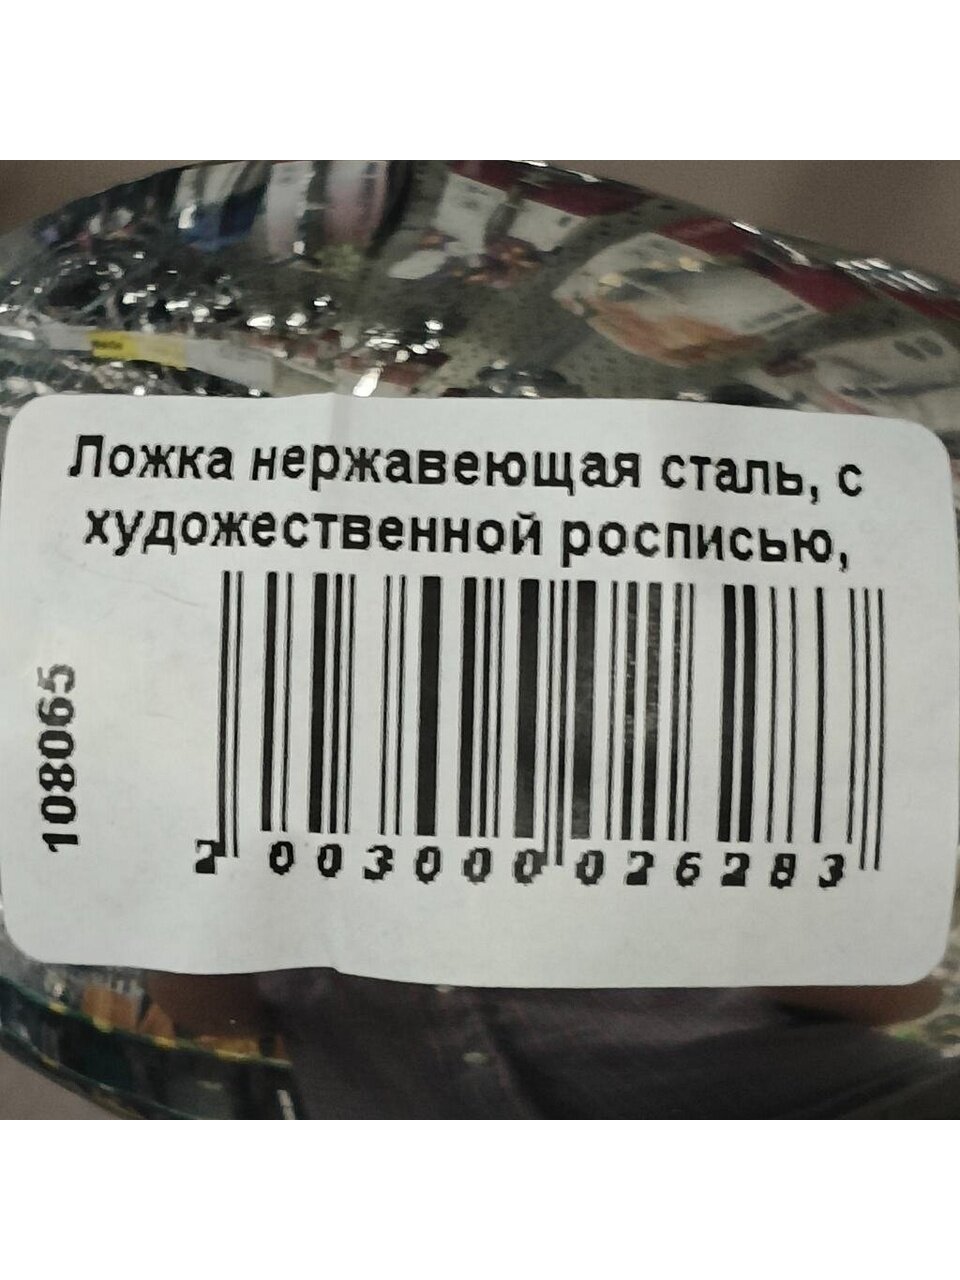 Ложка нержавеющая сталь, с
художественной росписью,
108065
2 003000 026283